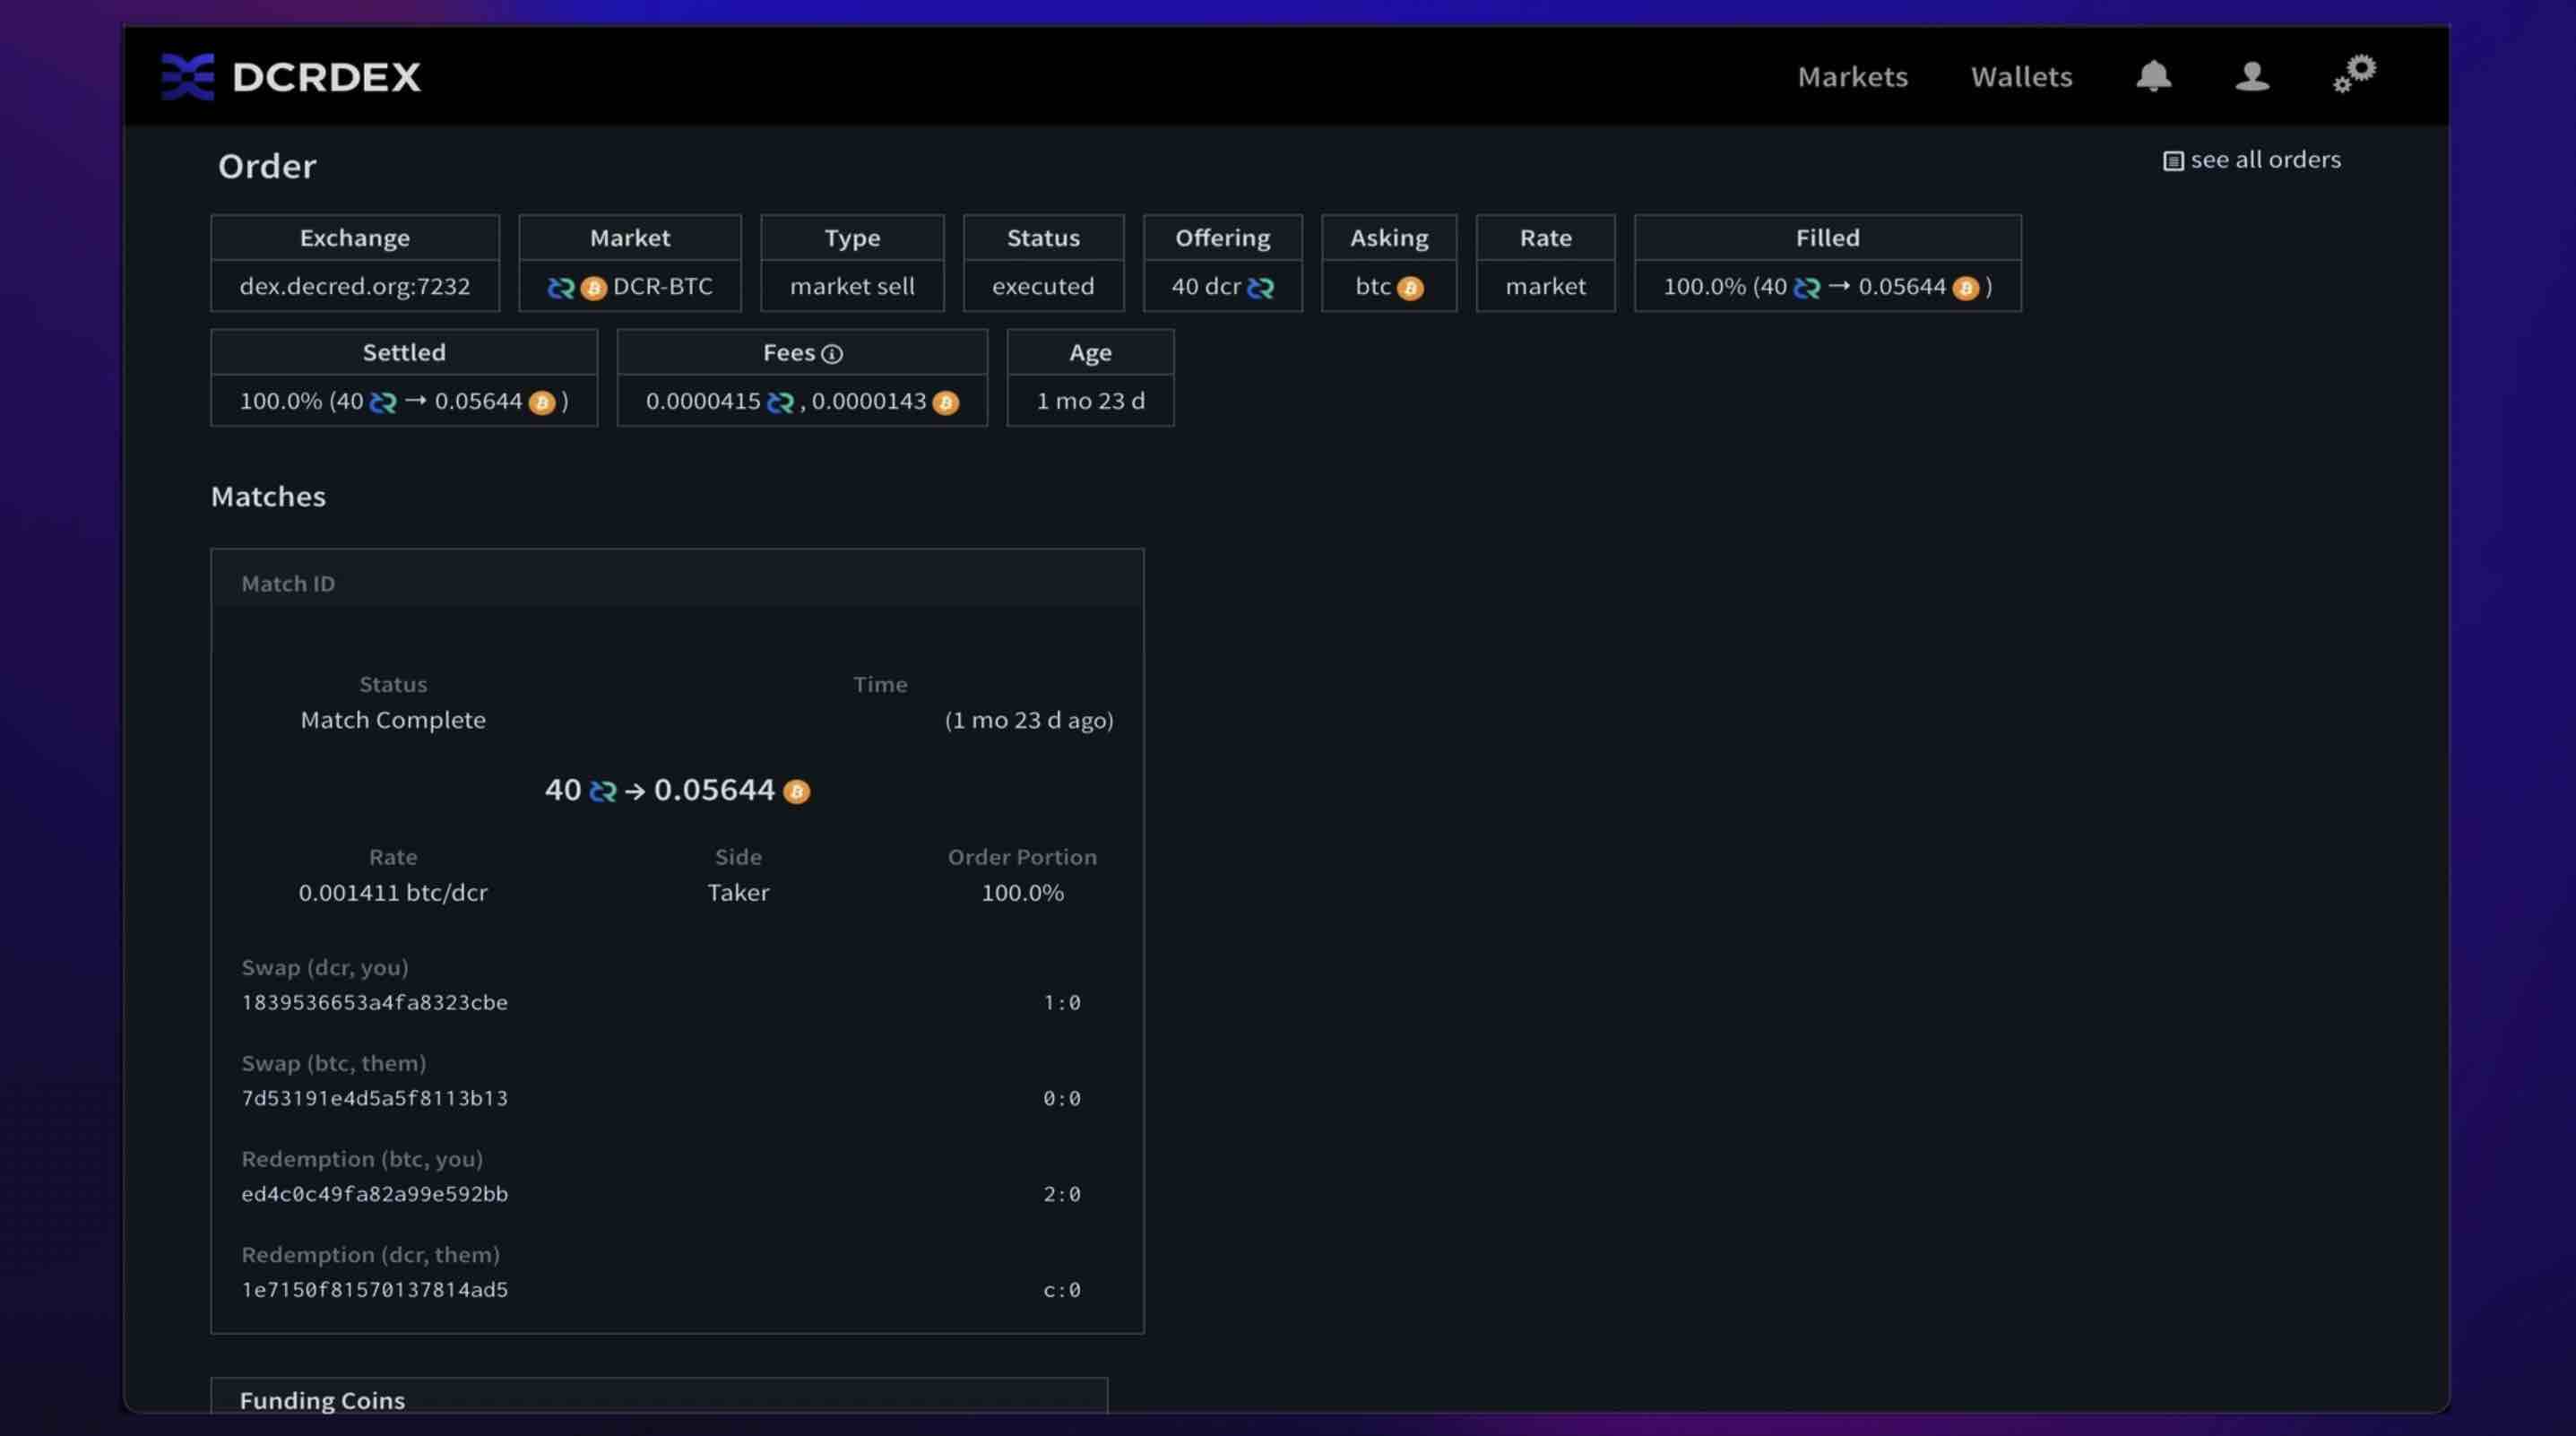 DCRDEX
Markets Wallets
Order
see all orders
Exchange Market Type Status Offering Asking Rate Filled
dex.decred.org:7232 DCR-BTC market sell executed 40 dcr btc market 100.0% (40 → 0.05644 )
Settled Fees Age
100.0% (40 → 0.05644 ) 0.0000415 , 0.0000143 1 mo 23 d
Matches
Match ID
Status Time
Match Complete (1 mo 23 d ago)
40 → 0.05644
Rate Side Order Portion
0.001411 btc/dcr Taker 100.0%
Swap (dcr, you)
1839536653a4fa8323cbe 1:0
Swap (btc, them)
7d53191e4d5a5f8113b13 0:0
Redemption (btc, you)
ed4c0c49fa82a99e592bb 2:0
Redemption (dcr, them)
1e7150f81570137814ad5 c:0
Funding Coins